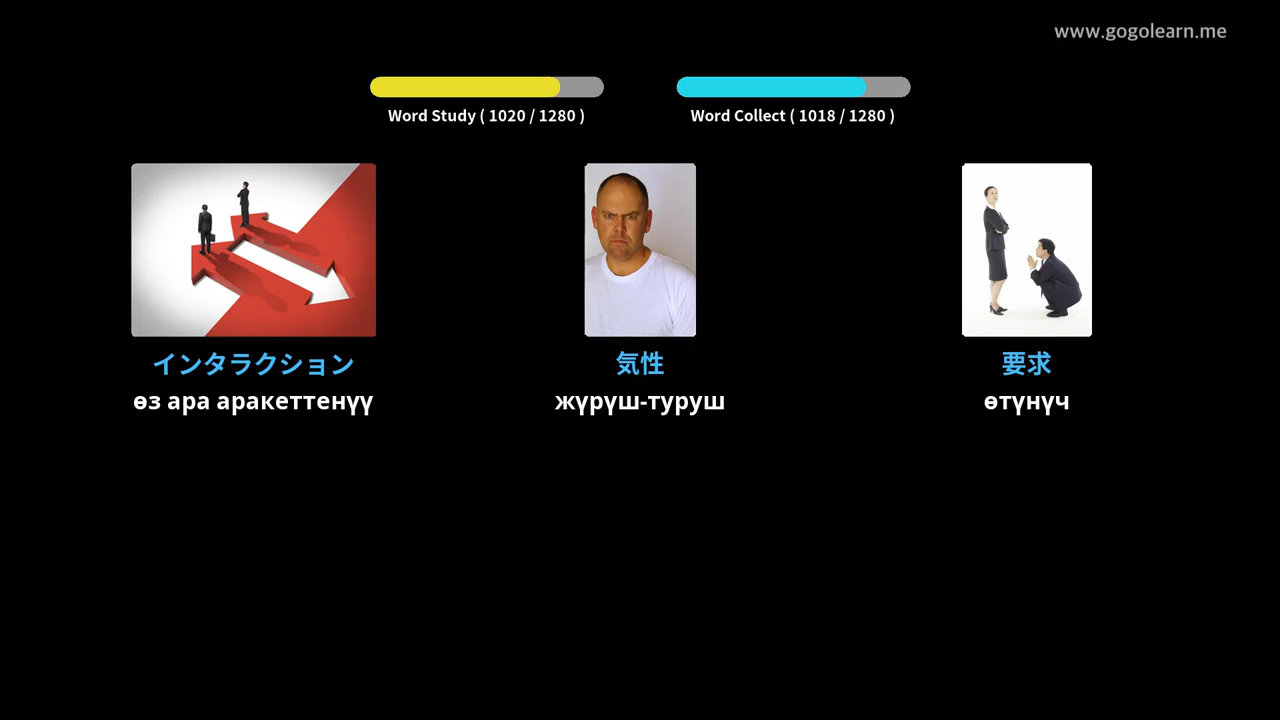 www.gogolearn.me
Word Study ( 1020 / 1280 )
Word Collect ( 1018 / 1280 )
インタラクション
өз ара аракеттенүү
気性
жүрүш-туруш
要求
өтүнүч